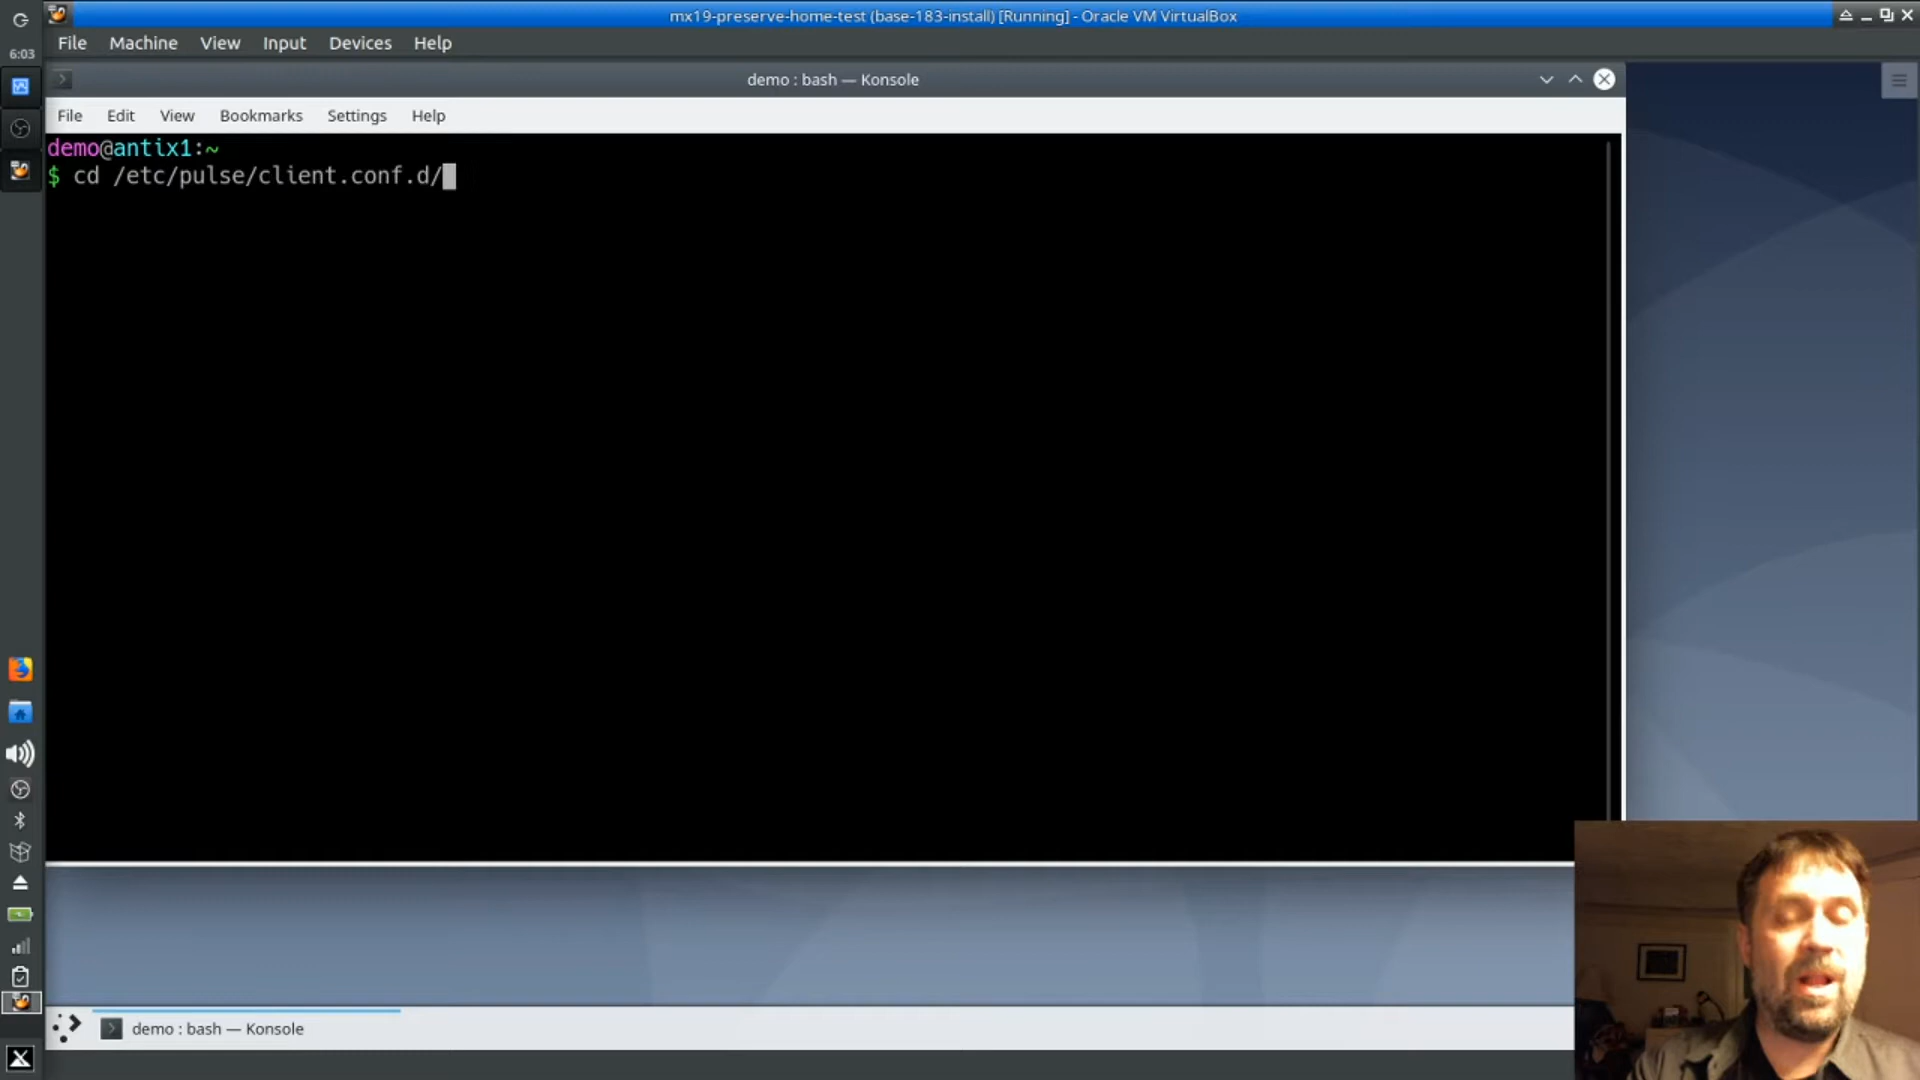 mx19-preserve-home-test (base-183-install) [Running] - Oracle VM VirtualBox
6:03
File Machine View Input Devices Help
demo : bash — Konsole
File Edit View Bookmarks Settings Help
demo@antix1:~
$ cd /etc/pulse/client.conf.d/
demo : bash — Konsole